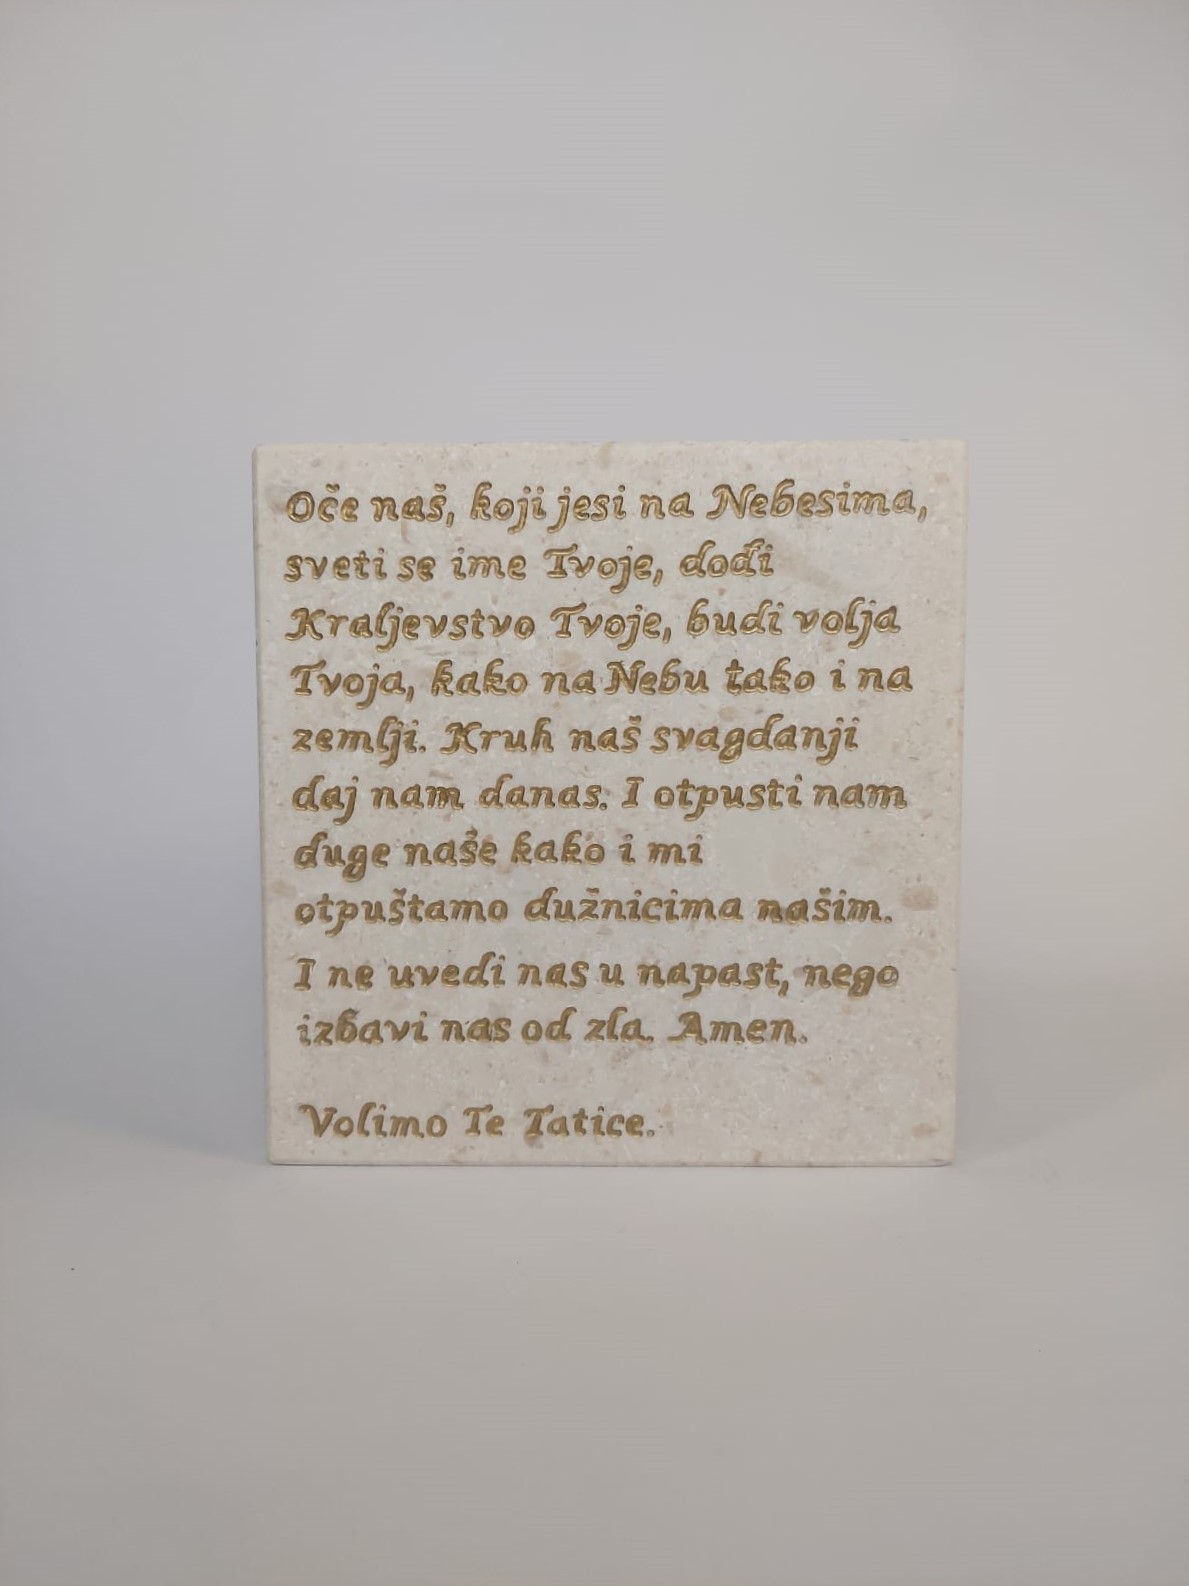 Oče naš, koji jesi na Nebesima,
sveti se ime Tvoje, dođi
Kraljevstvo Tvoje, budi volja
Tvoja, kako na Nebu tako i na
zemlji. Kruh naš svagdanji
daj nam danas. I otpusti nam
duge naše kako i mi
otpuštamo dužnicima našim.
I ne uvedi nas u napast, nego
izbavi nas od zla. Amen.
Volimo Te Tatice.